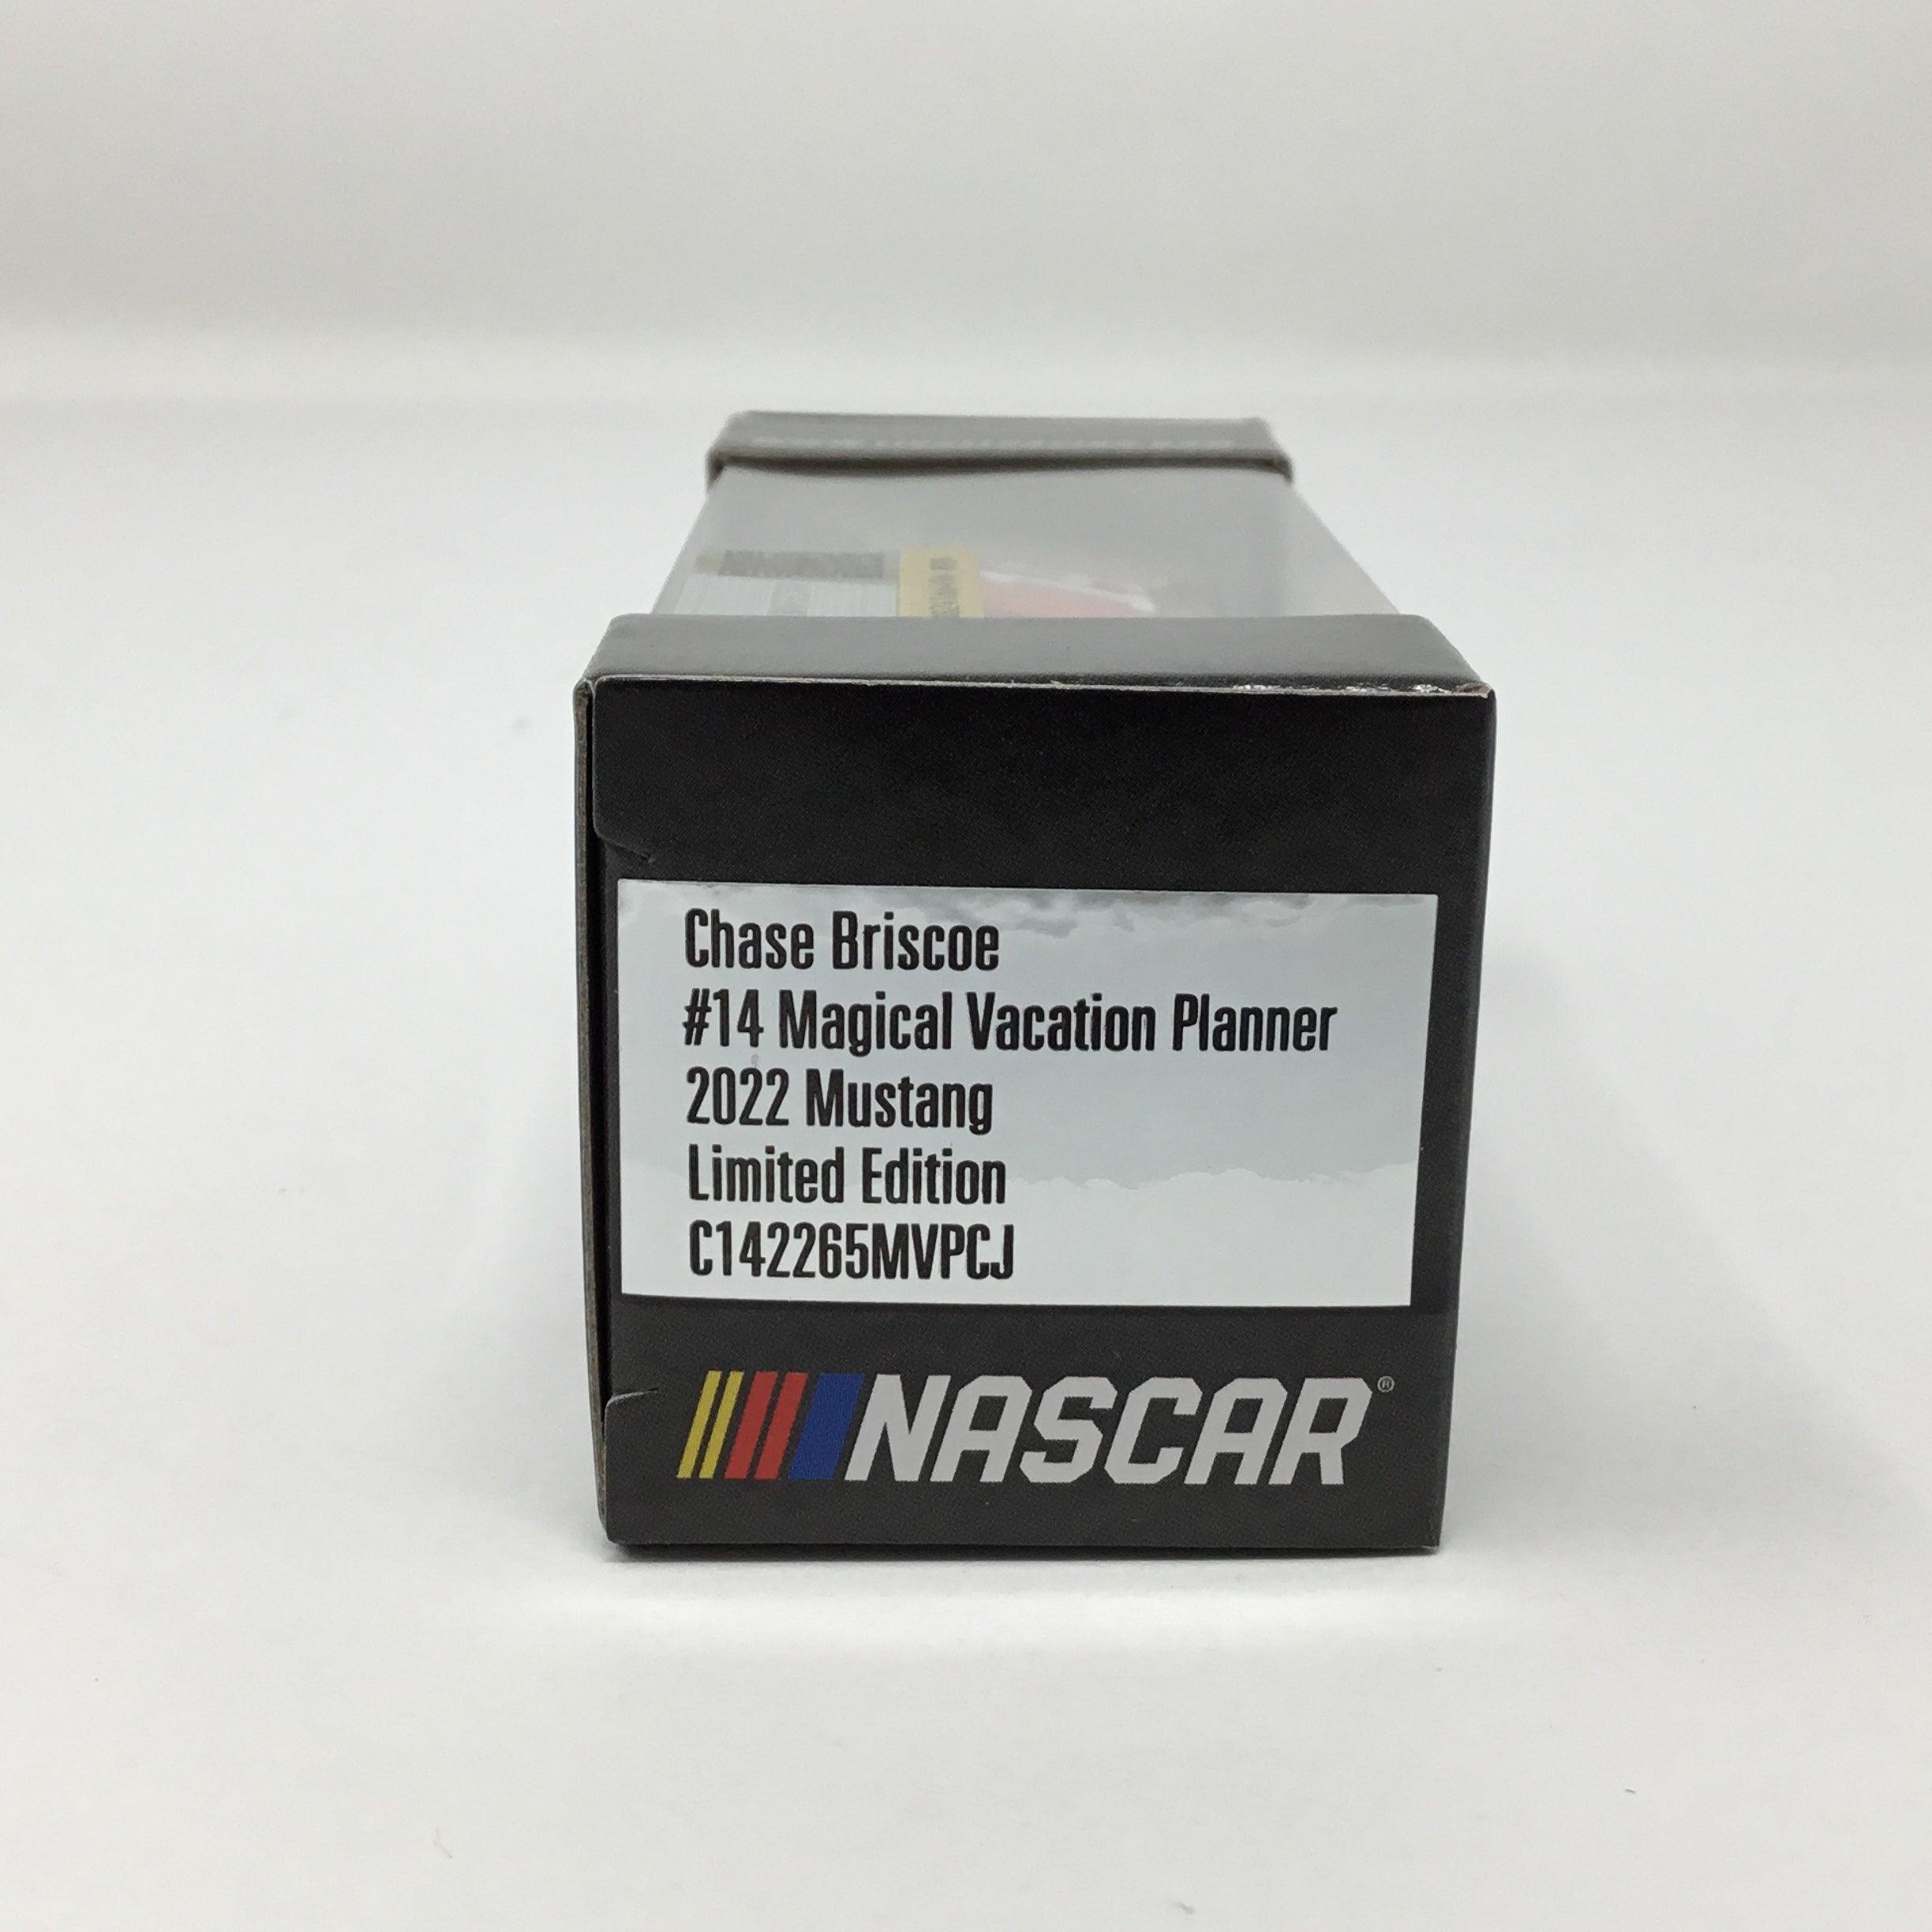 Chase Briscoe
#14 Magical Vacation Planner
2022 Mustang
Limited Edition
C142265MVPCJ
NASCAR®